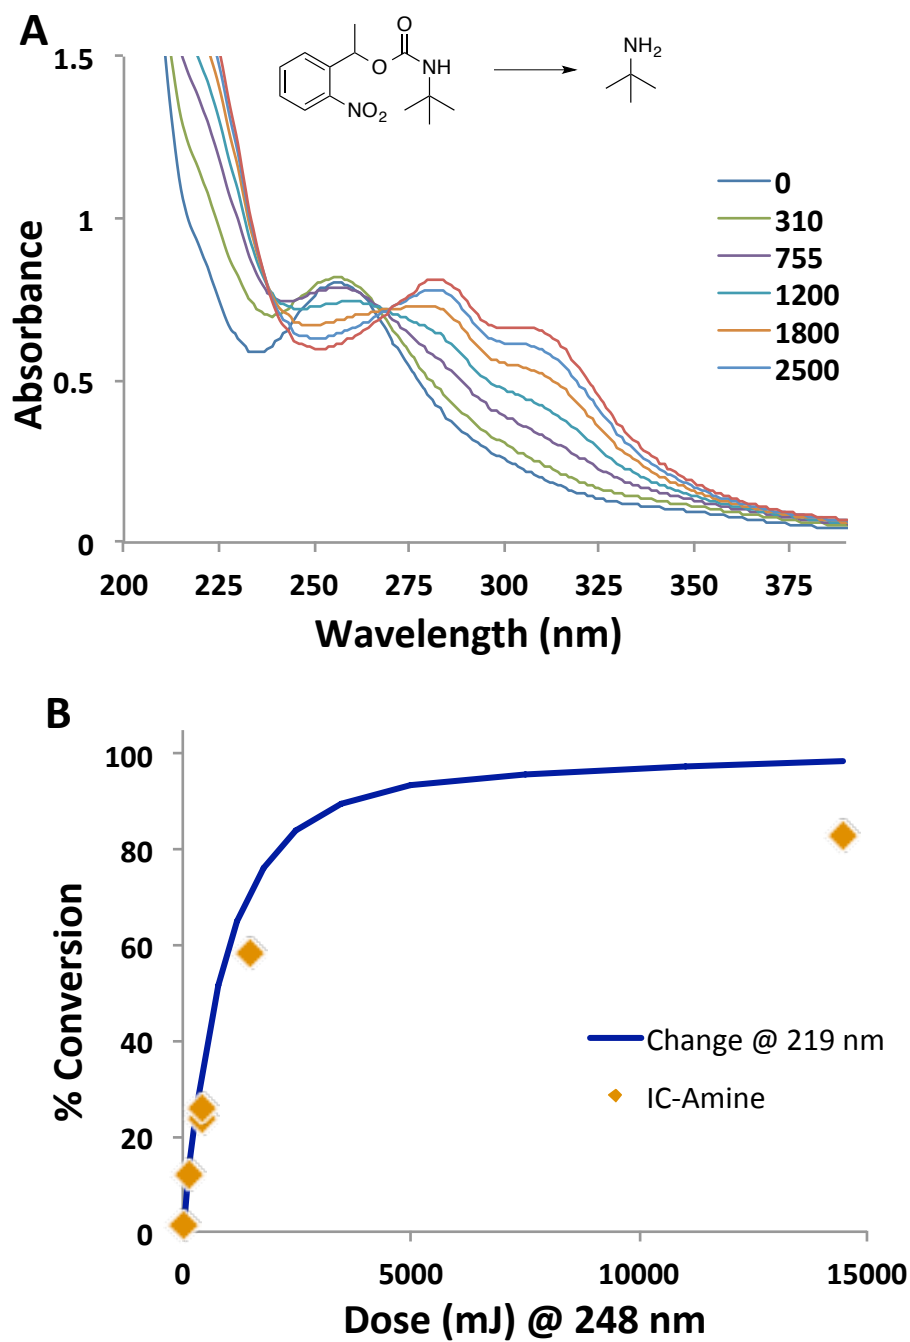 A
O
O
NH
NO2
NH2
1.5
1
0.5
0
Absorbance
0
310
755
1200
1800
2500
200 225 250 275 300 325 350 375
Wavelength (nm)
B
100
80
60
40
20
0
% Conversion
Change @ 219 nm
IC-Amine
0 5000 10000 15000
Dose (mJ) @ 248 nm